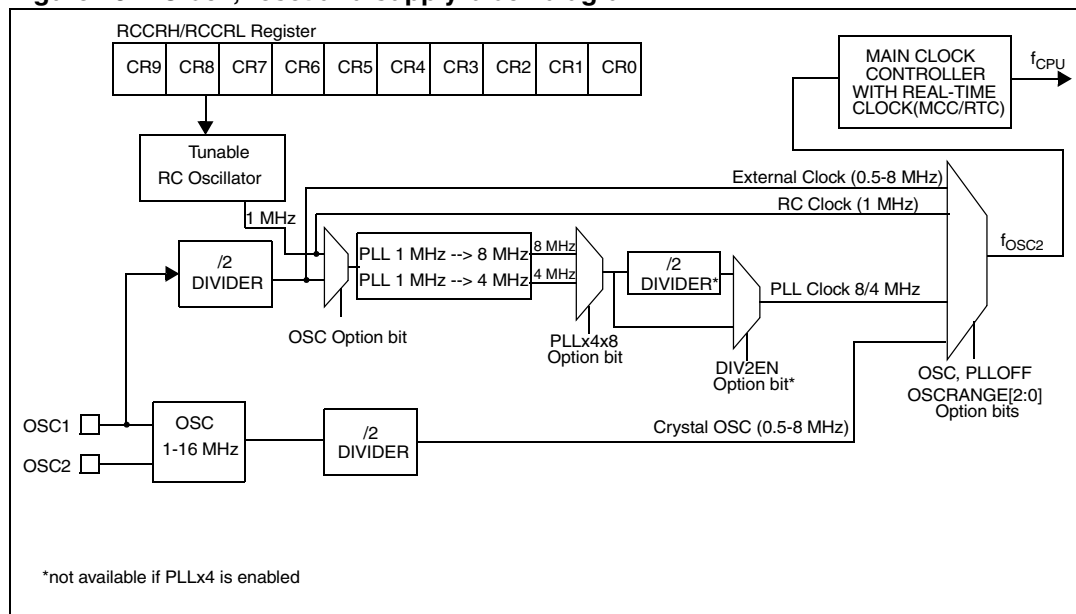 RCCRH/RCCRL Register
CR9 CR8 CR7 CR6 CR5 CR4 CR3 CR2 CR1 CR0
MAIN CLOCK
CONTROLLER
WITH REAL-TIME
CLOCK(MCC/RTC)
fCPU
Tunable
RC Oscillator
1 MHz
External Clock (0.5-8 MHz)
RC Clock (1 MHz)
/2
DIVIDER
PLL 1 MHz --> 8 MHz
PLL 1 MHz --> 4 MHz
8 MHz
4 MHz
/2
DIVIDER*
fOSC2
PLL Clock 8/4 MHz
OSC Option bit
PLLx4x8
Option bit
DIV2EN
Option bit*
OSC, PLLOFF
OSCRANGE[2:0]
Option bits
OSC1
OSC2
OSC
1-16 MHz
/2
DIVIDER
Crystal OSC (0.5-8 MHz)
*not available if PLLx4 is enabled